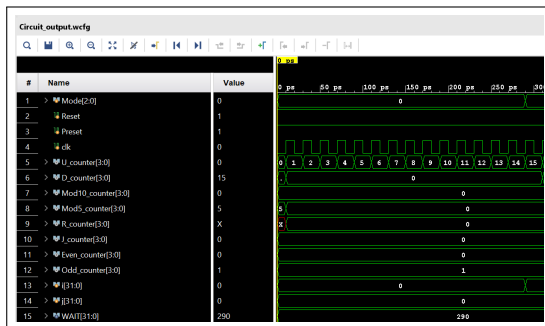 Circuit_output.wcfg
0 ps
# Name Value 0 ps 50 ps 100 ps 150 ps 200 ps 250 ps 300
1 Mode[2:0] 0 0
2 Reset 1
3 Preset 1
4 clk 0
5 U_counter[3:0] 0 0 1 2 3 4 5 6 7 8 9 10 11 12 13 14 15
6 D_counter[3:0] 15 . 0
7 Mod10_counter[3:0] 0 0
8 Mod5_counter[3:0] 5 5 0
9 R_counter[3:0] X X 0
10 J_counter[3:0] 0 0
11 Even_counter[3:0] 0 0
12 Odd_counter[3:0] 1 1
13 i[31:0] 0 0
14 j[31:0] 0 0
15 WAIT[31:0] 290 290